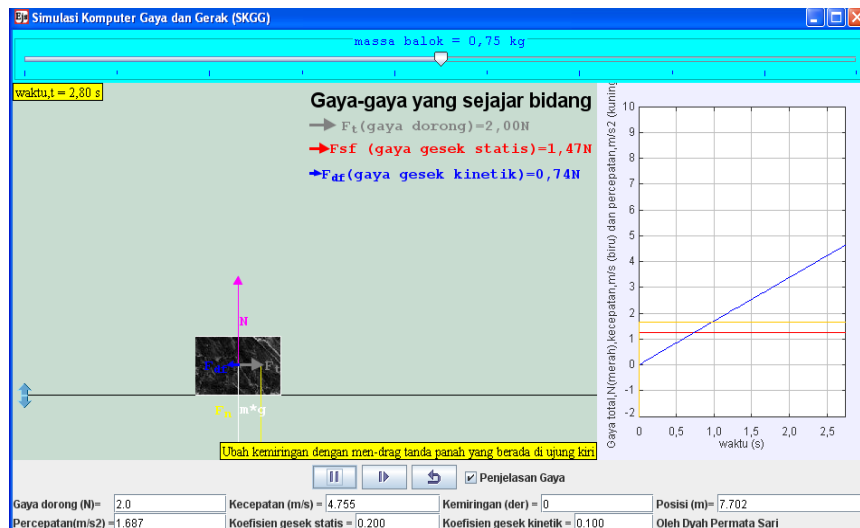 Simulasi Komputer Gaya dan Gerak (SKGG)
massa balok = 0,75 kg
waktu,t = 2,80 s
Gaya-gaya yang sejajar bidang
Ft(gaya dorong)=2,00N
Fsf (gaya gesek statis)=1,47N
Fdf(gaya gesek kinetik)=0,74N
N
Fdf Ft
Fn m*g
Ubah kemiringan dengan men-drag tanda panah yang berada di ujung kiri
Gaya total,N(merah),kecepatan,m/s (biru) dan percepatan,m/s2 (kuning
10
9
8
7
6
5
4
3
2
1
0
-1
-2
0 0,5 1,0 1,5 2,0 2,5
waktu (s)
Penjelasan Gaya
Gaya dorong (N)= 2.0 Kecepatan (m/s) = 4.755 Kemiringan (der) = 0 Posisi (m)= 7.702
Percepatan(m/s2) =1.687 Koefisien gesek statis = 0.200 Koefisien gesek kinetik = 0.100 Oleh Dyah Permata Sari